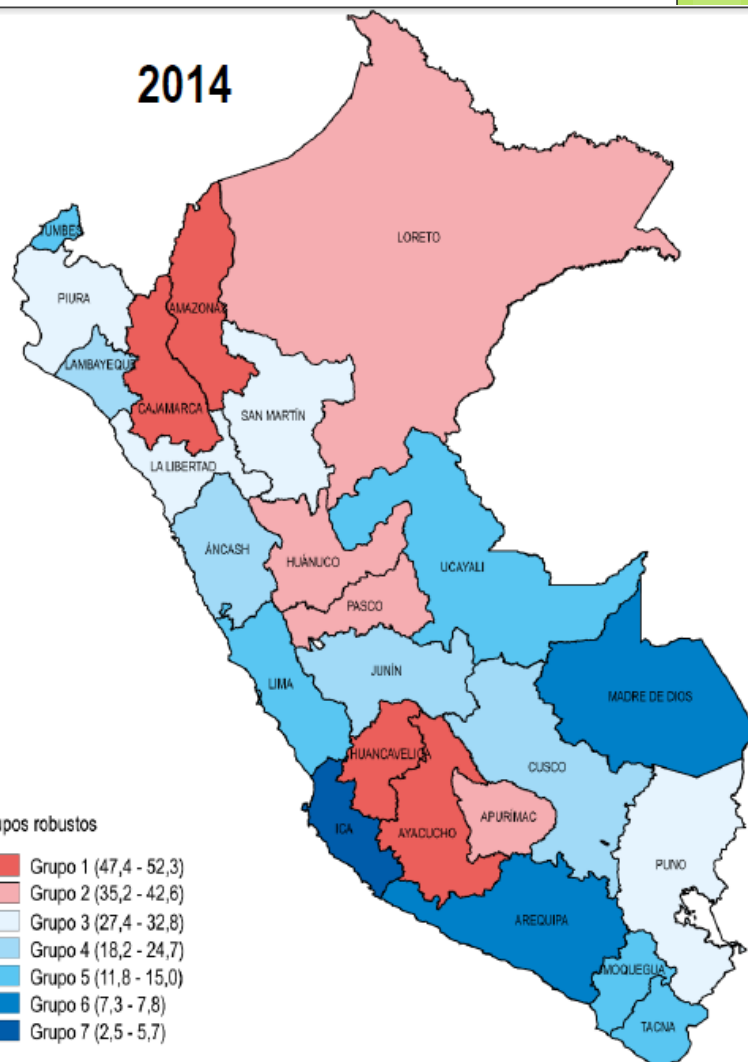 2014
LORETO
TUMBES
AMAZONAS
PIURA
LAMBAYEQUE
CAJAMARCA
SAN MARTÍN
LA LIBERTAD
ÁNCASH
HUÁNUCO
UCAYALI
PASCO
JUNÍN
LIMA
MADRE DE DIOS
HUANCAVELICA
CUSCO
APURÍMAC
ICA
AYACUCHO
PUNO
AREQUIPA
MOQUEGUA
TACNA
upos robustos
Grupo 1 (47,4 - 52,3)
Grupo 2 (35,2 - 42,6)
Grupo 3 (27,4 - 32,8)
Grupo 4 (18,2 - 24,7)
Grupo 5 (11,8 - 15,0)
Grupo 6 (7,3 - 7,8)
Grupo 7 (2,5 - 5,7)